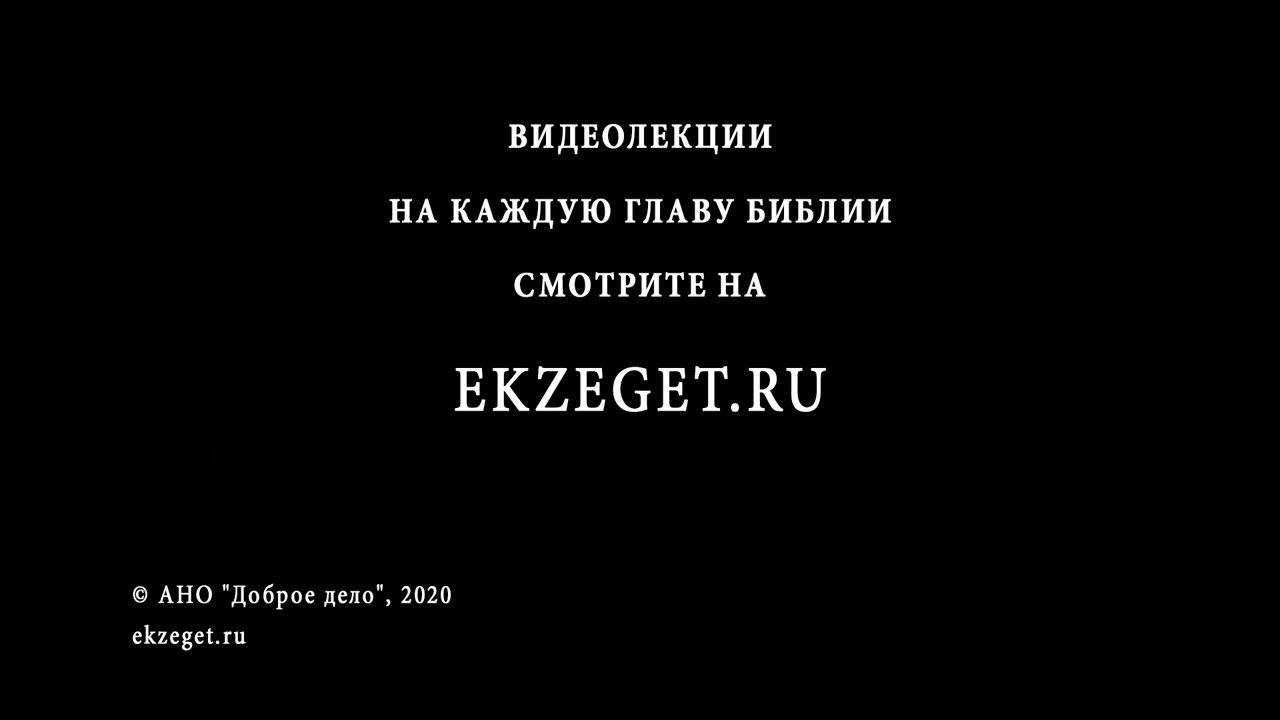 ВИДЕОЛЕКЦИИ
НА КАЖДУЮ ГЛАВУ БИБЛИИ
СМОТРИТЕ НА
EKZEGET.RU
© АНО "Доброе дело", 2020
ekzeget.ru